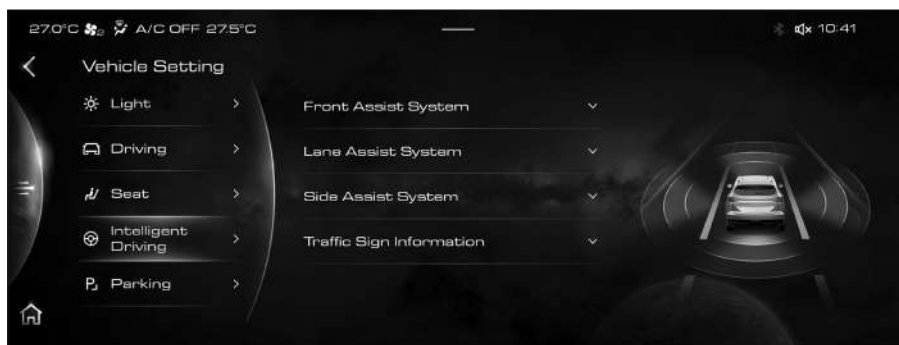 27.0°C 2 A/C OFF 27.5°C
10:41
Vehicle Setting
Light
Driving
Seat
Intelligent
Driving
Parking
Front Assist System
Lane Assist System
Side Assist System
Traffic Sign Information